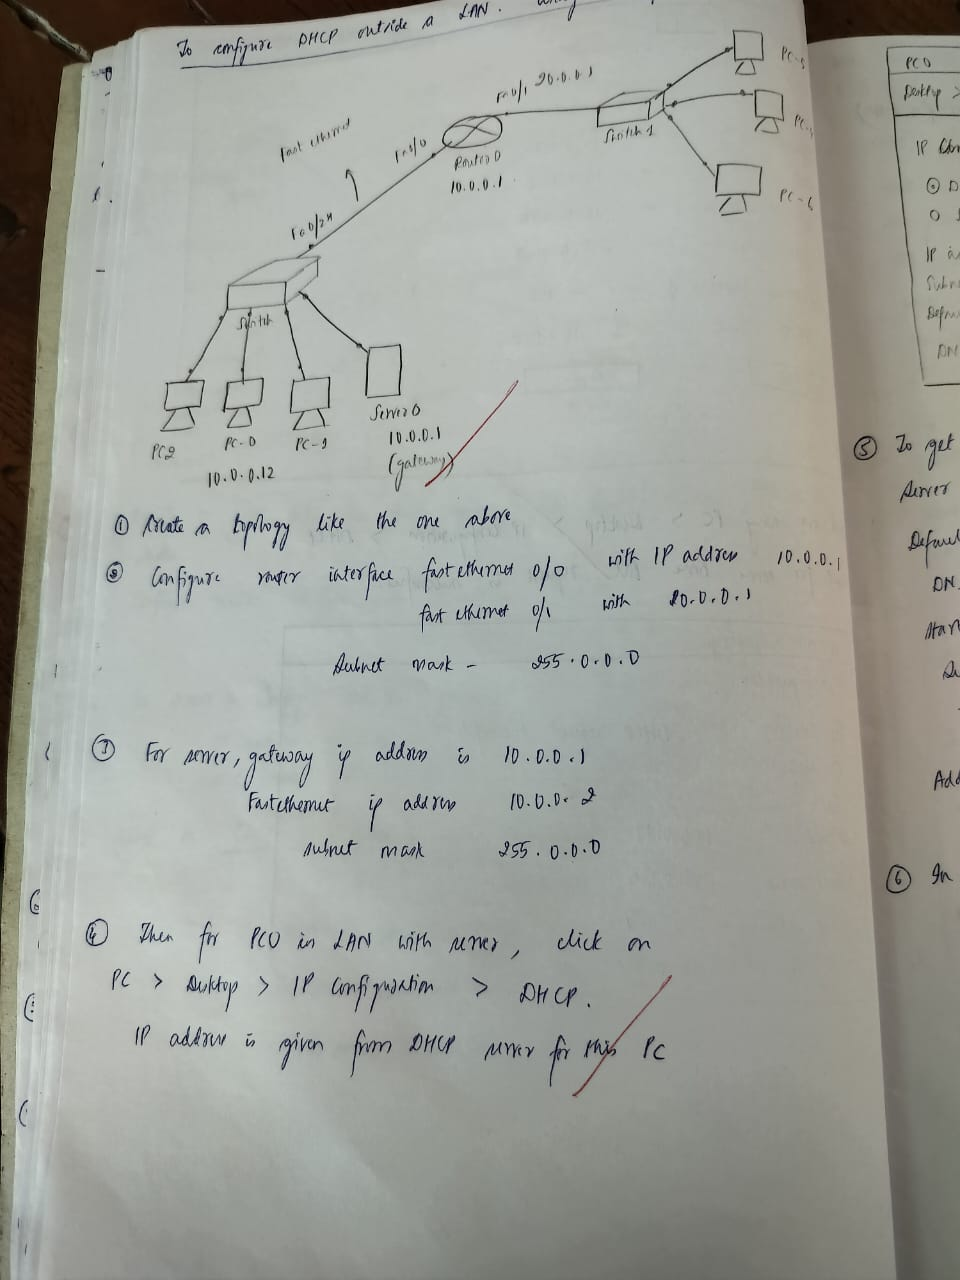 To configure DHCP outside a LAN.
Fast ethernet
Fa0/1 20.0.0.1
Router 0
10.0.0.1
Switch 1
PC-5
Fa0/24
Switch
PC2
PC-0
10.0.0.12
Server 0
10.0.0.1
(gateway)
① Create a topology like the one above
② Configure router interface fast ethernet 0/0 with IP address 10.0.0.1
fast ethernet 0/1 with 20.0.0.1
Subnet mask - 255.0.0.0
③ For server, gateway ip address is 10.0.0.1
Fastethernet ip address 10.0.0.2
subnet mask 255.0.0.0
④ Then for PC0 in LAN with server, click on
PC > Desktop > IP Configuration > DHCP.
IP address is given from DHCP server for this PC
PC0
Desktop >
⑤ To get
server
DN
⑥ In